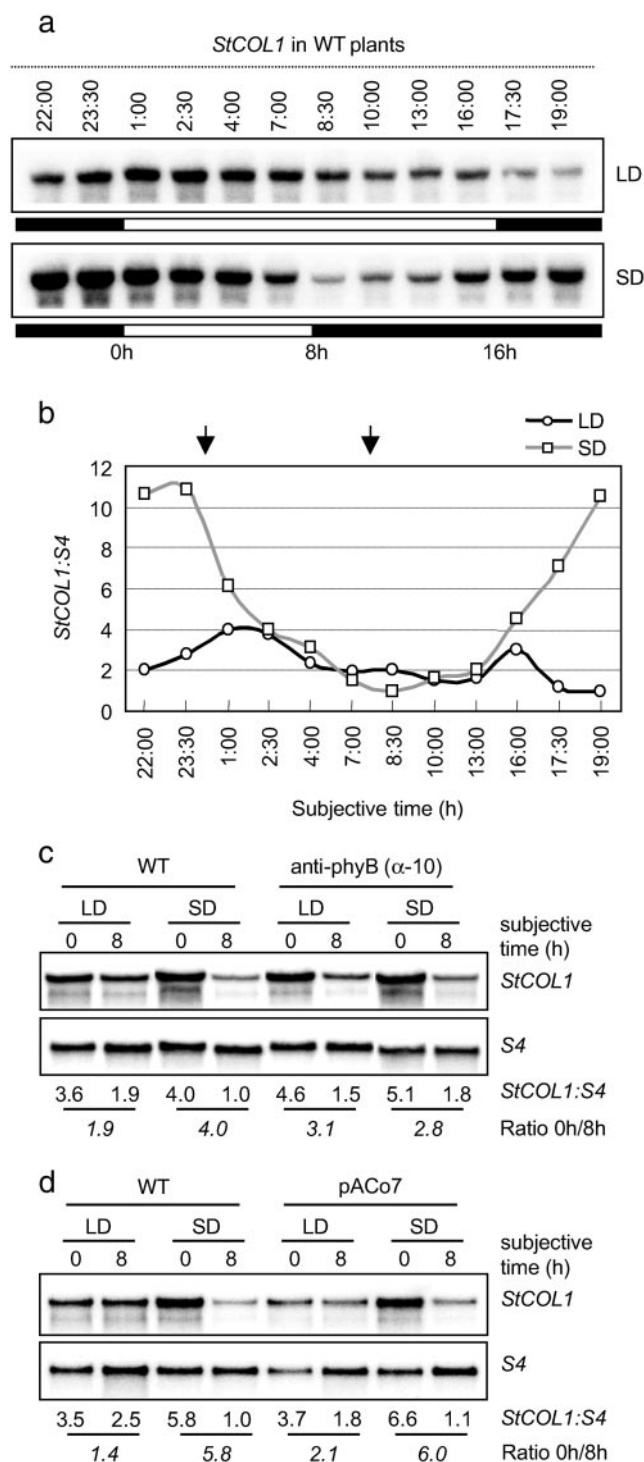 a
StCOL1 in WT plants
22:00 23:30 1:00 2:30 4:00 7:00 8:30 10:00 13:00 16:00 17:30 19:00
LD
SD
0h 8h 16h
b
LD
SD
12
10
8
6
4
2
0
StCOL1:S4
22:00 23:30 1:00 2:30 4:00 7:00 8:30 10:00 13:00 16:00 17:30 19:00
Subjective time (h)
c
WT anti-phyB (α-10)
LD SD LD SD
0 8 0 8 0 8 0 8 subjective time (h)
StCOL1
S4
3.6 1.9 4.0 1.0 4.6 1.5 5.1 1.8 StCOL1:S4
1.9 4.0 3.1 2.8 Ratio 0h/8h
d
WT pACo7
LD SD LD SD
0 8 0 8 0 8 0 8 subjective time (h)
StCOL1
S4
3.5 2.5 5.8 1.0 3.7 1.8 6.6 1.1 StCOL1:S4
1.4 5.8 2.1 6.0 Ratio 0h/8h